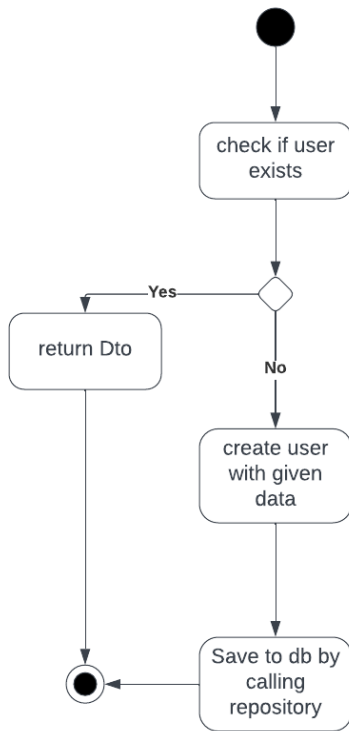 check if user
exists
Yes
return Dto
No
create user
with given
data
Save to db by
calling
repository